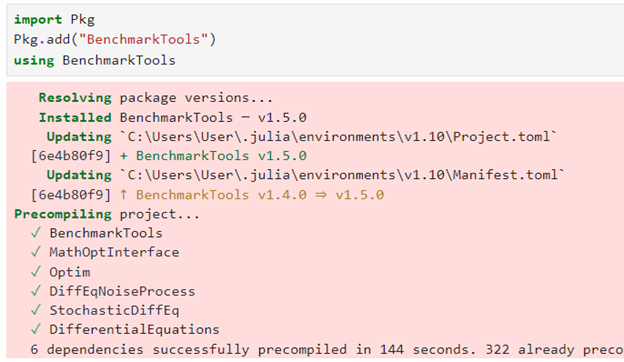 import Pkg
Pkg.add("BenchmarkTools")
using BenchmarkTools
Resolving package versions...
Installed BenchmarkTools ─ v1.5.0
Updating `C:\Users\User\.julia\environments\v1.10\Project.toml`
[6e4b80f9] + BenchmarkTools v1.5.0
Updating `C:\Users\User\.julia\environments\v1.10\Manifest.toml`
[6e4b80f9] ↑ BenchmarkTools v1.4.0 ⇒ v1.5.0
Precompiling project...
✓ BenchmarkTools
✓ MathOptInterface
✓ Optim
✓ DiffEqNoiseProcess
✓ StochasticDiffEq
✓ DifferentialEquations
6 dependencies successfully precompiled in 144 seconds. 322 already preco